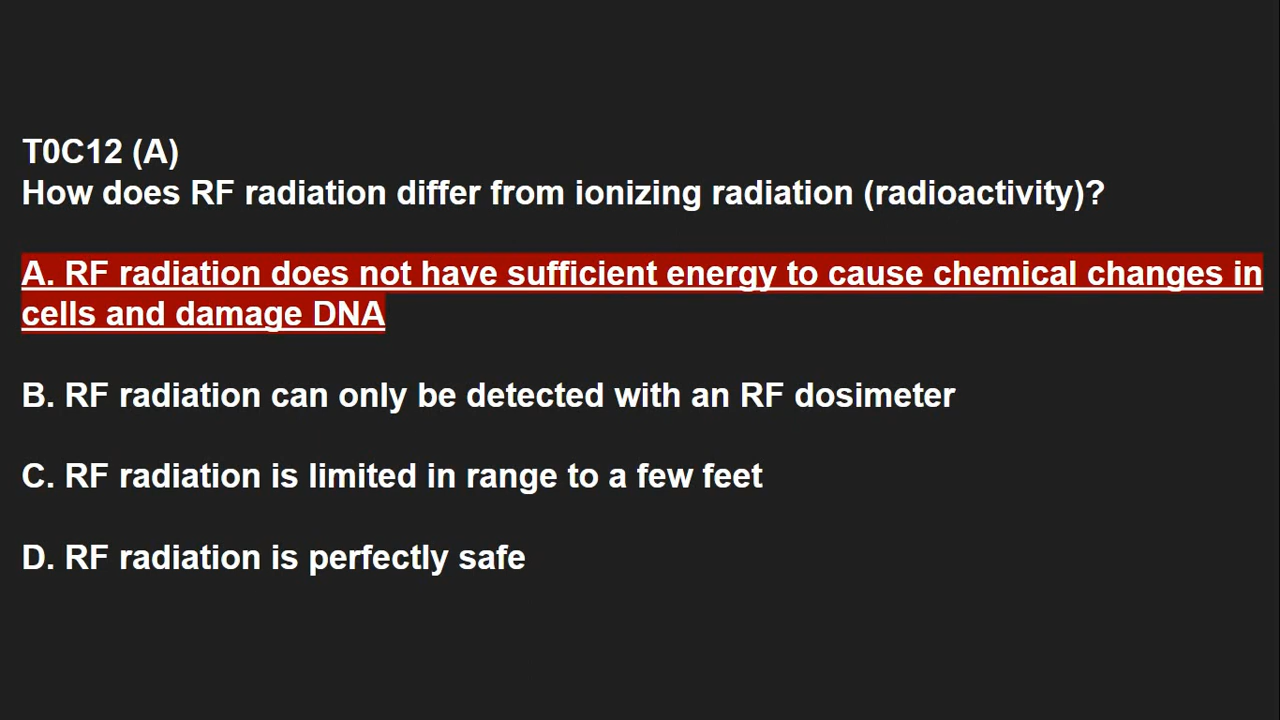 T0C12 (A)
How does RF radiation differ from ionizing radiation (radioactivity)?
A. RF radiation does not have sufficient energy to cause chemical changes in
cells and damage DNA
B. RF radiation can only be detected with an RF dosimeter
C. RF radiation is limited in range to a few feet
D. RF radiation is perfectly safe